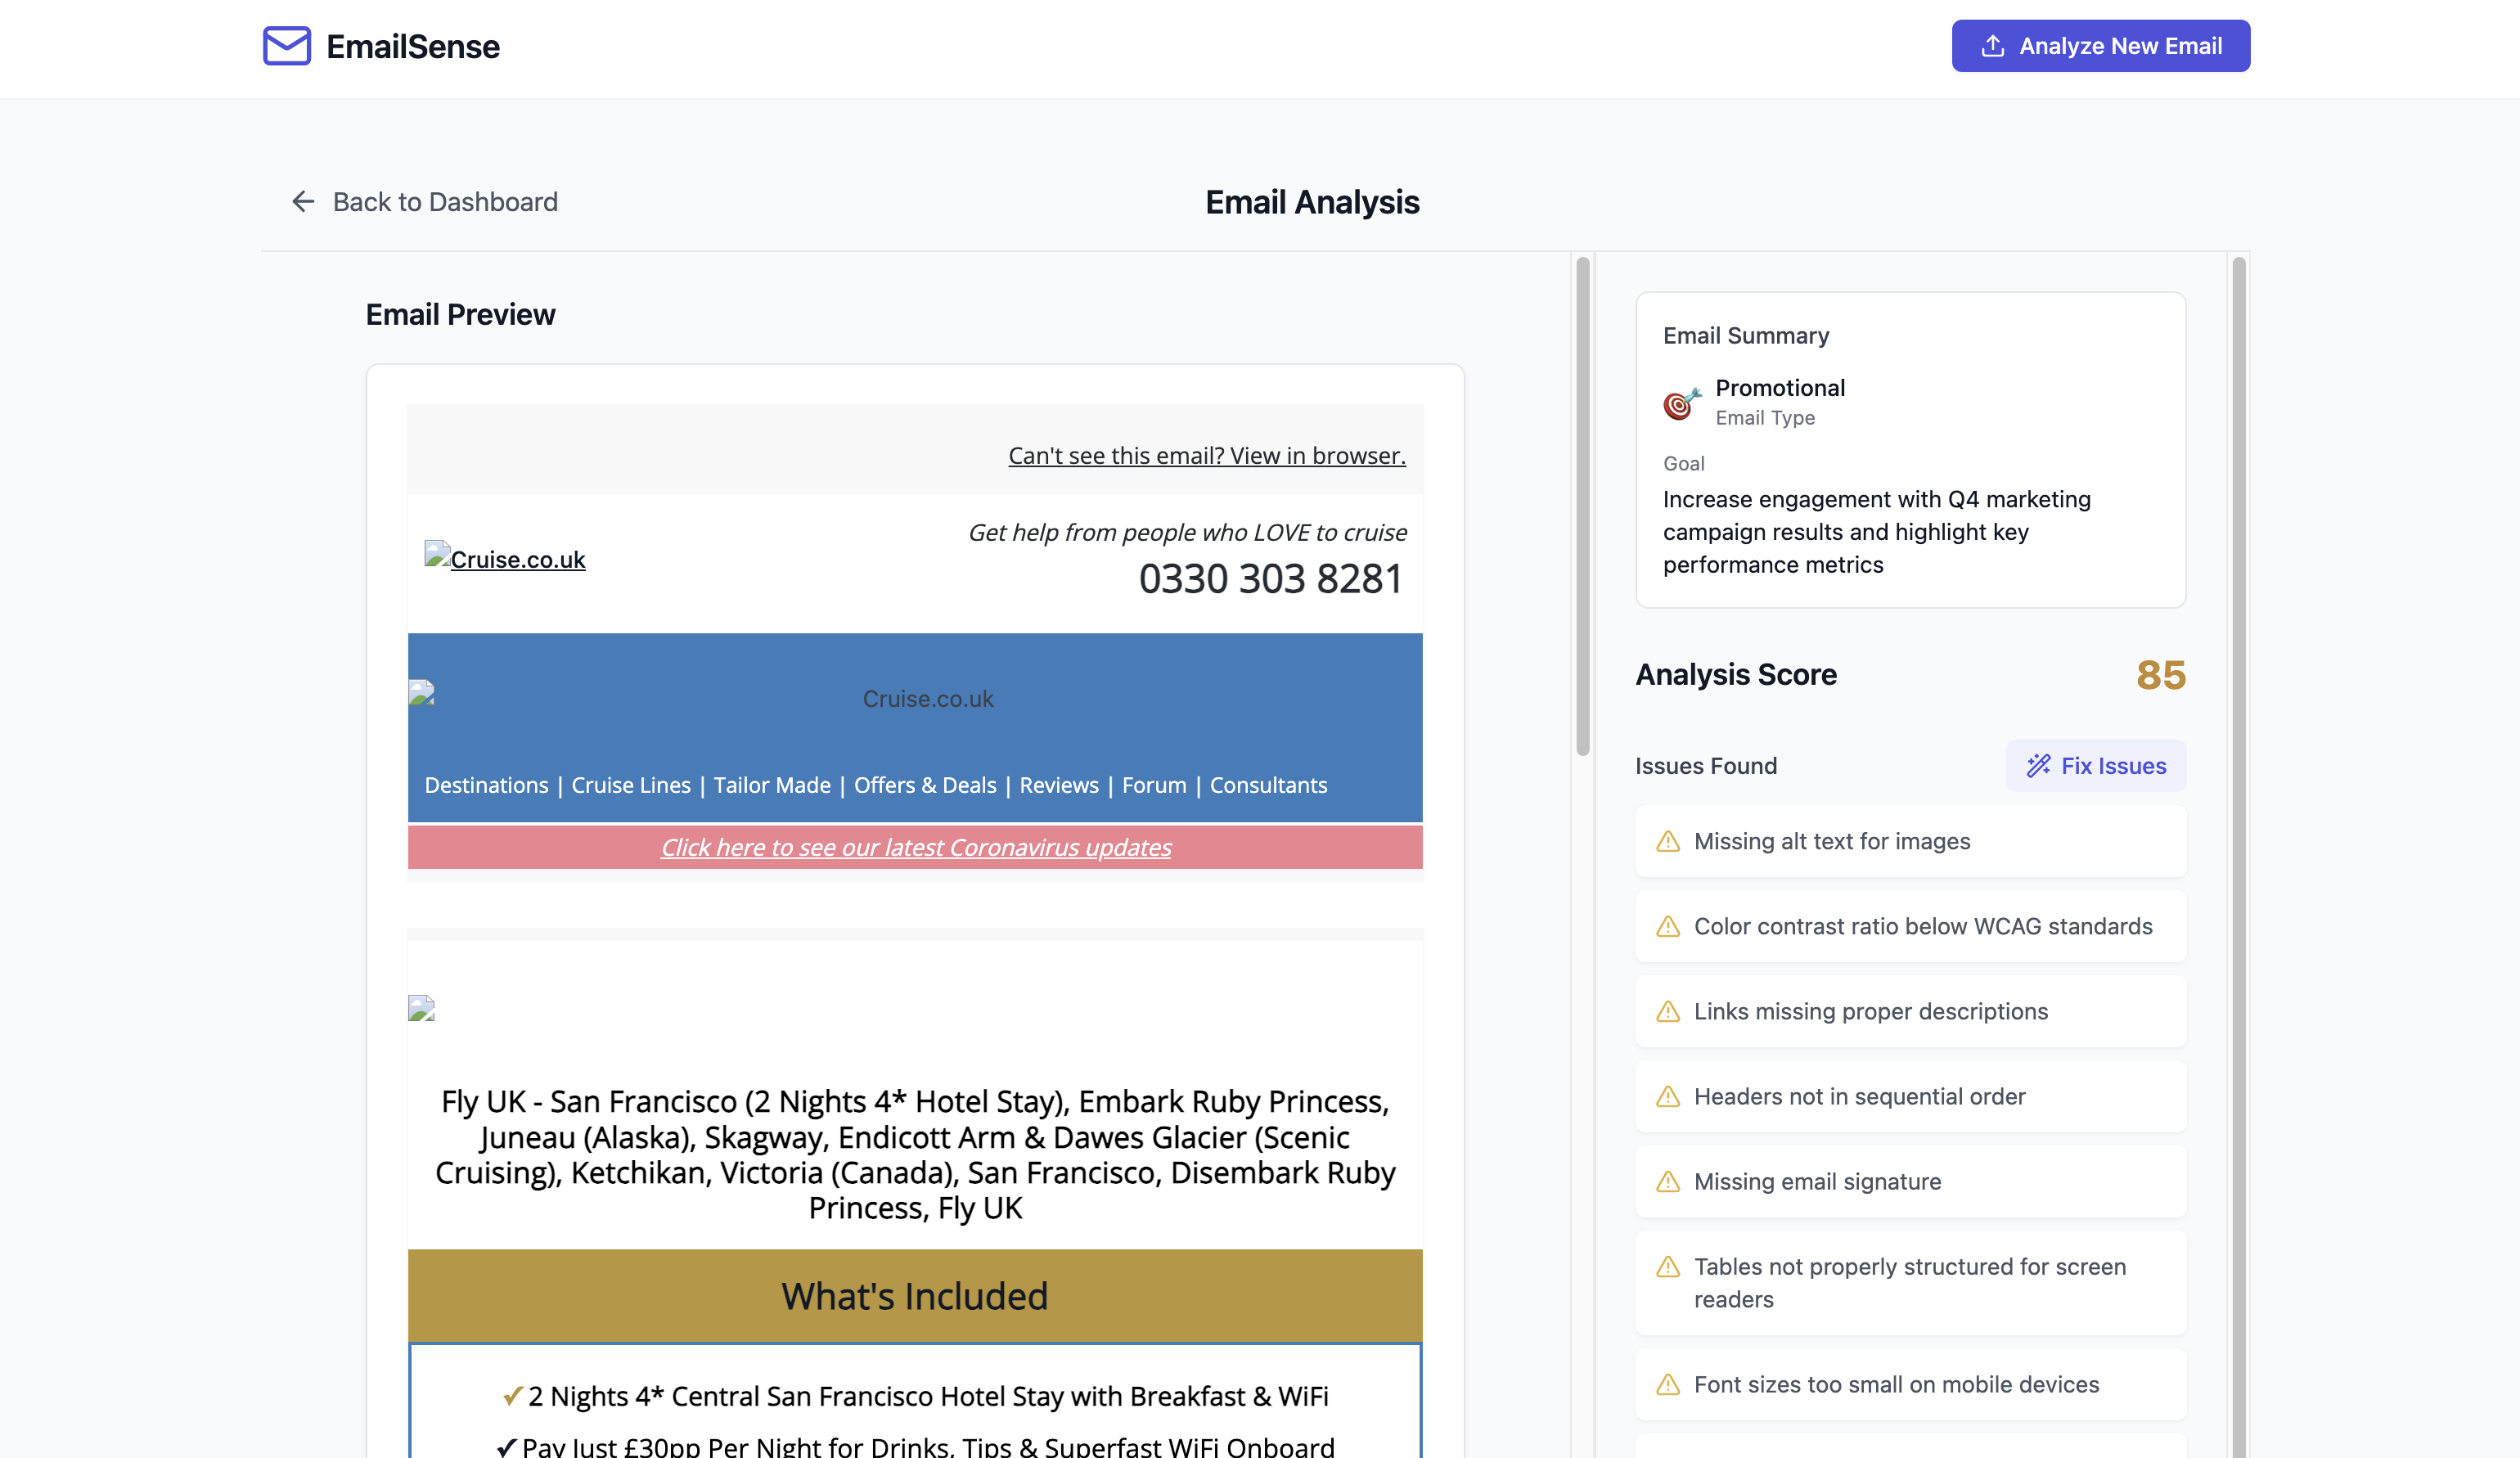 EmailSense
Analyze New Email
Back to Dashboard
Email Analysis
Email Preview
Can't see this email? View in browser.
Cruise.co.uk
Get help from people who LOVE to cruise
0330 303 8281
Cruise.co.uk
Destinations | Cruise Lines | Tailor Made | Offers & Deals | Reviews | Forum | Consultants
Click here to see our latest Coronavirus updates
Fly UK - San Francisco (2 Nights 4* Hotel Stay), Embark Ruby Princess,
Juneau (Alaska), Skagway, Endicott Arm & Dawes Glacier (Scenic
Cruising), Ketchikan, Victoria (Canada), San Francisco, Disembark Ruby
Princess, Fly UK
What's Included
✓2 Nights 4* Central San Francisco Hotel Stay with Breakfast & WiFi
✓Pay Just £30pp Per Night for Drinks, Tips & Superfast WiFi Onboard
Email Summary
Promotional
Email Type
Goal
Increase engagement with Q4 marketing
campaign results and highlight key
performance metrics
Analysis Score
85
Issues Found
Fix Issues
Missing alt text for images
Color contrast ratio below WCAG standards
Links missing proper descriptions
Headers not in sequential order
Missing email signature
Tables not properly structured for screen
readers
Font sizes too small on mobile devices